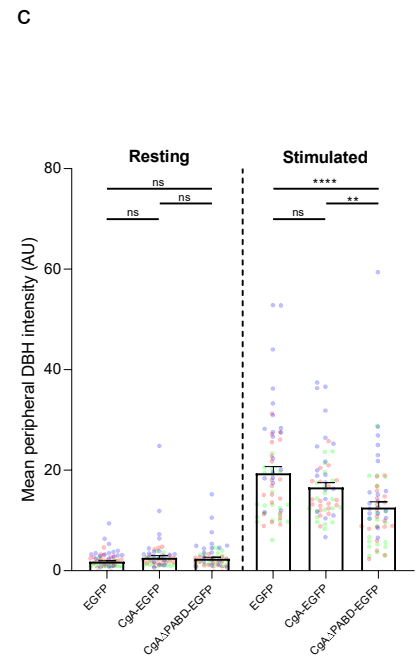 C
Resting
Stimulated
80
60
40
20
0
Mean peripheral DBH intensity (AU)
ns
ns
ns
****
**
ns
EGFP
CgA-EGFP
CgAΔPABD-EGFP
EGFP
CgA-EGFP
CgAΔPABD-EGFP